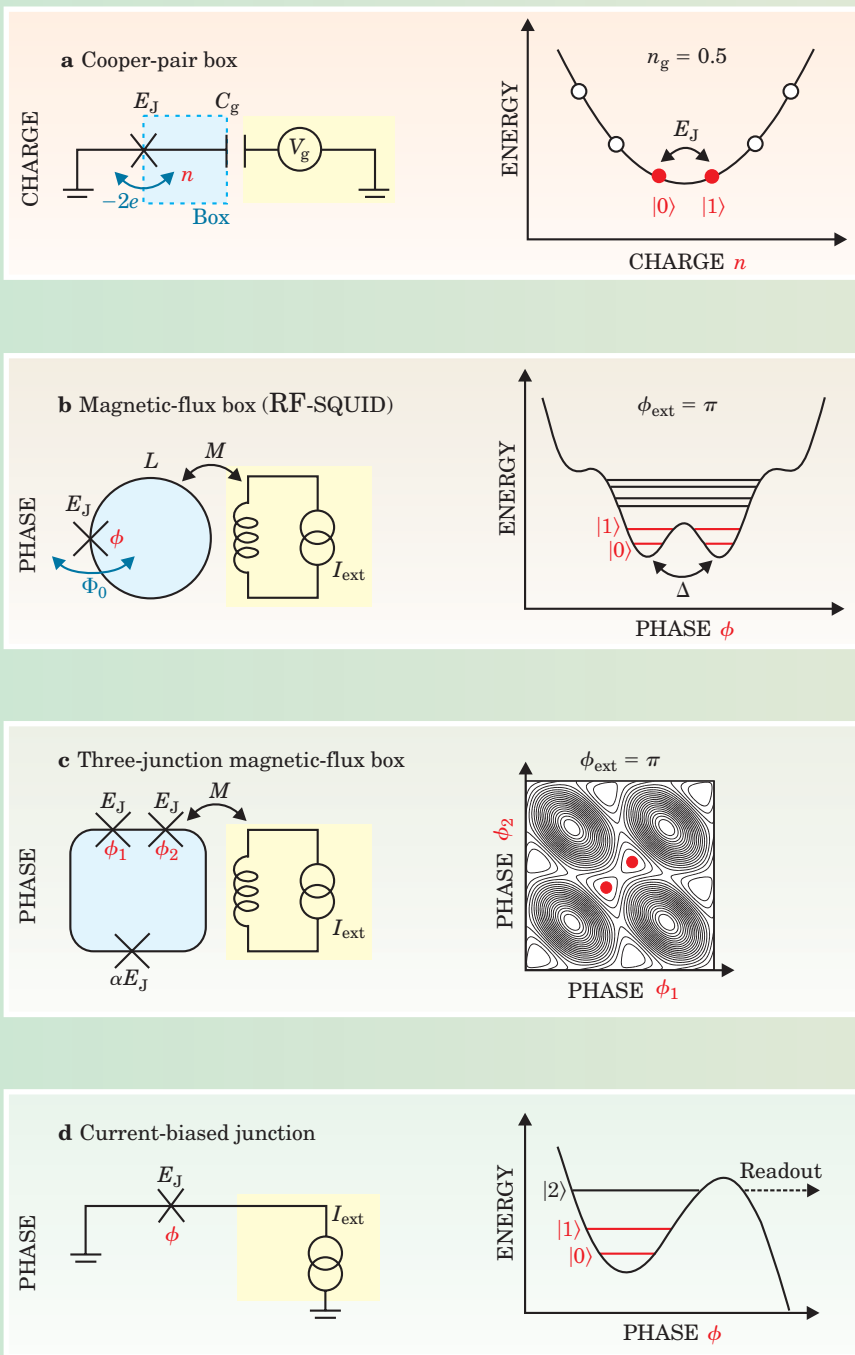 a Cooper-pair box
CHARGE
E_J
C_g
V_g
n
−2e
Box
ENERGY
n_g = 0.5
E_J
|0⟩ |1⟩
CHARGE n
b Magnetic-flux box (RF-SQUID)
PHASE
L
M
E_J
ϕ
Φ_0
I_ext
ENERGY
ϕ_ext = π
|1⟩
|0⟩
Δ
PHASE ϕ
c Three-junction magnetic-flux box
PHASE
E_J E_J
M
ϕ_1 ϕ_2
I_ext
αE_J
ϕ_ext = π
PHASE ϕ_2
PHASE ϕ_1
d Current-biased junction
PHASE
E_J
ϕ
I_ext
ENERGY
Readout
|2⟩
|1⟩
|0⟩
PHASE ϕ